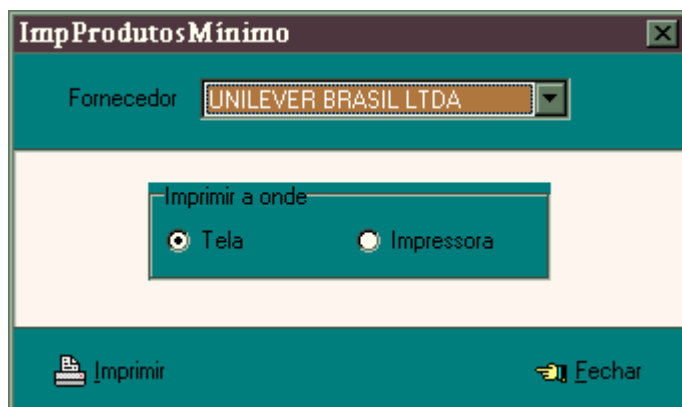 ImpProdutosMínimo
Fornecedor UNILEVER BRASIL LTDA
Imprimir a onde
Tela Impressora
Imprimir Fechar